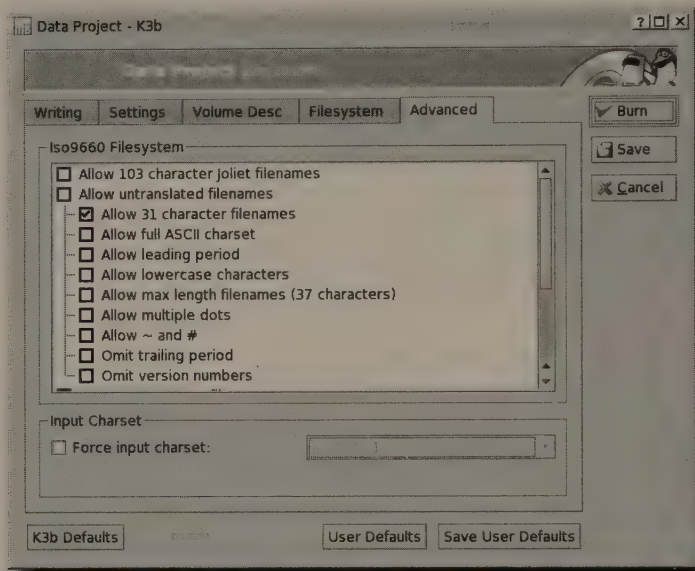 Data Project - K3b
Writing
Settings
Volume Desc
Filesystem
Advanced
Burn
Save
Cancel
Iso9660 Filesystem
Allow 103 character joliet filenames
Allow untranslated filenames
Allow 31 character filenames
Allow full ASCII charset
Allow leading period
Allow lowercase characters
Allow max length filenames (37 characters)
Allow multiple dots
Allow ~ and #
Omit trailing period
Omit version numbers
Input Charset
Force input charset:
K3b Defaults
User Defaults
Save User Defaults